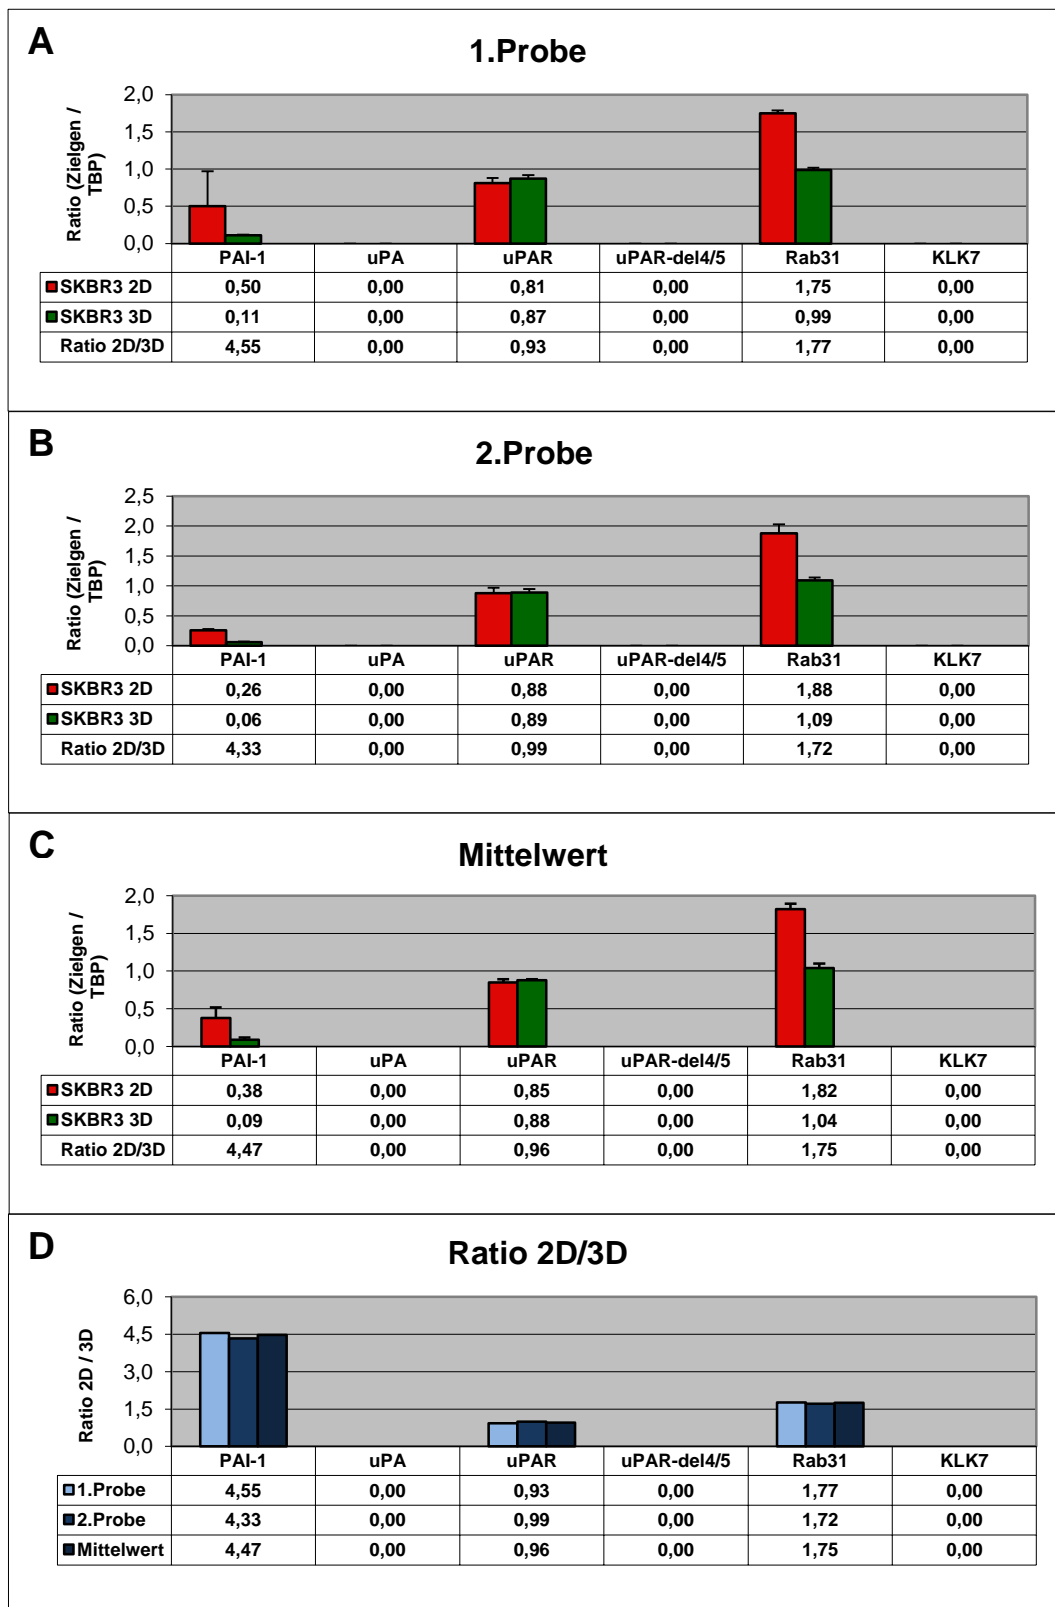 A
1.Probe
Ratio (Zielgen /
TBP)
2,0
1,5
1,0
0,5
0,0
PAI-1 uPA uPAR uPAR-del4/5 Rab31 KLK7
SKBR3 2D 0,50 0,00 0,81 0,00 1,75 0,00
SKBR3 3D 0,11 0,00 0,87 0,00 0,99 0,00
Ratio 2D/3D 4,55 0,00 0,93 0,00 1,77 0,00
B
2.Probe
Ratio (Zielgen /
TBP)
2,5
2,0
1,5
1,0
0,5
0,0
PAI-1 uPA uPAR uPAR-del4/5 Rab31 KLK7
SKBR3 2D 0,26 0,00 0,88 0,00 1,88 0,00
SKBR3 3D 0,06 0,00 0,89 0,00 1,09 0,00
Ratio 2D/3D 4,33 0,00 0,99 0,00 1,72 0,00
C
Mittelwert
Ratio (Zielgen /
TBP)
2,0
1,5
1,0
0,5
0,0
PAI-1 uPA uPAR uPAR-del4/5 Rab31 KLK7
SKBR3 2D 0,38 0,00 0,85 0,00 1,82 0,00
SKBR3 3D 0,09 0,00 0,88 0,00 1,04 0,00
Ratio 2D/3D 4,47 0,00 0,96 0,00 1,75 0,00
D
Ratio 2D/3D
Ratio 2D / 3D
6,0
4,5
3,0
1,5
0,0
PAI-1 uPA uPAR uPAR-del4/5 Rab31 KLK7
1.Probe 4,55 0,00 0,93 0,00 1,77 0,00
2.Probe 4,33 0,00 0,99 0,00 1,72 0,00
Mittelwert 4,47 0,00 0,96 0,00 1,75 0,00